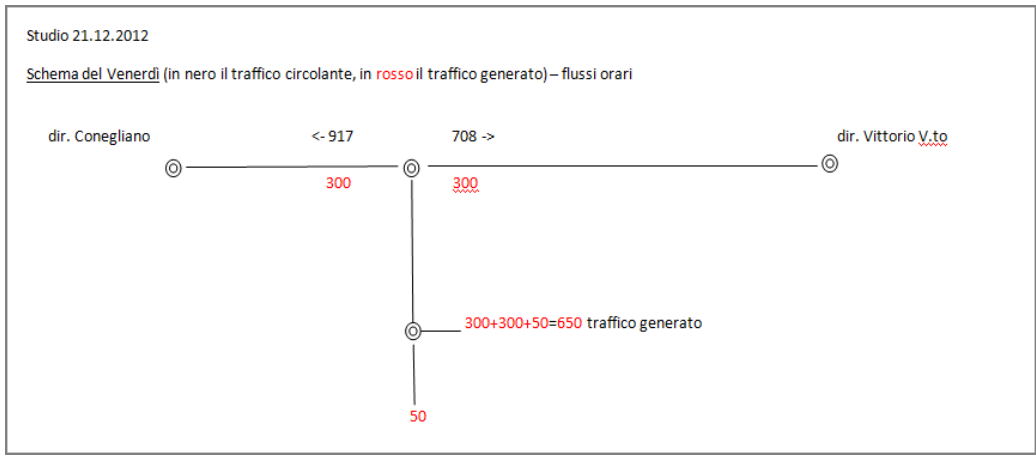 Studio 21.12.2012
Schema del Venerdì (in nero il traffico circolante, in rosso il traffico generato) – flussi orari
dir. Conegliano <- 917 708 -> dir. Vittorio V.to
300 300
300+300+50=650 traffico generato
50